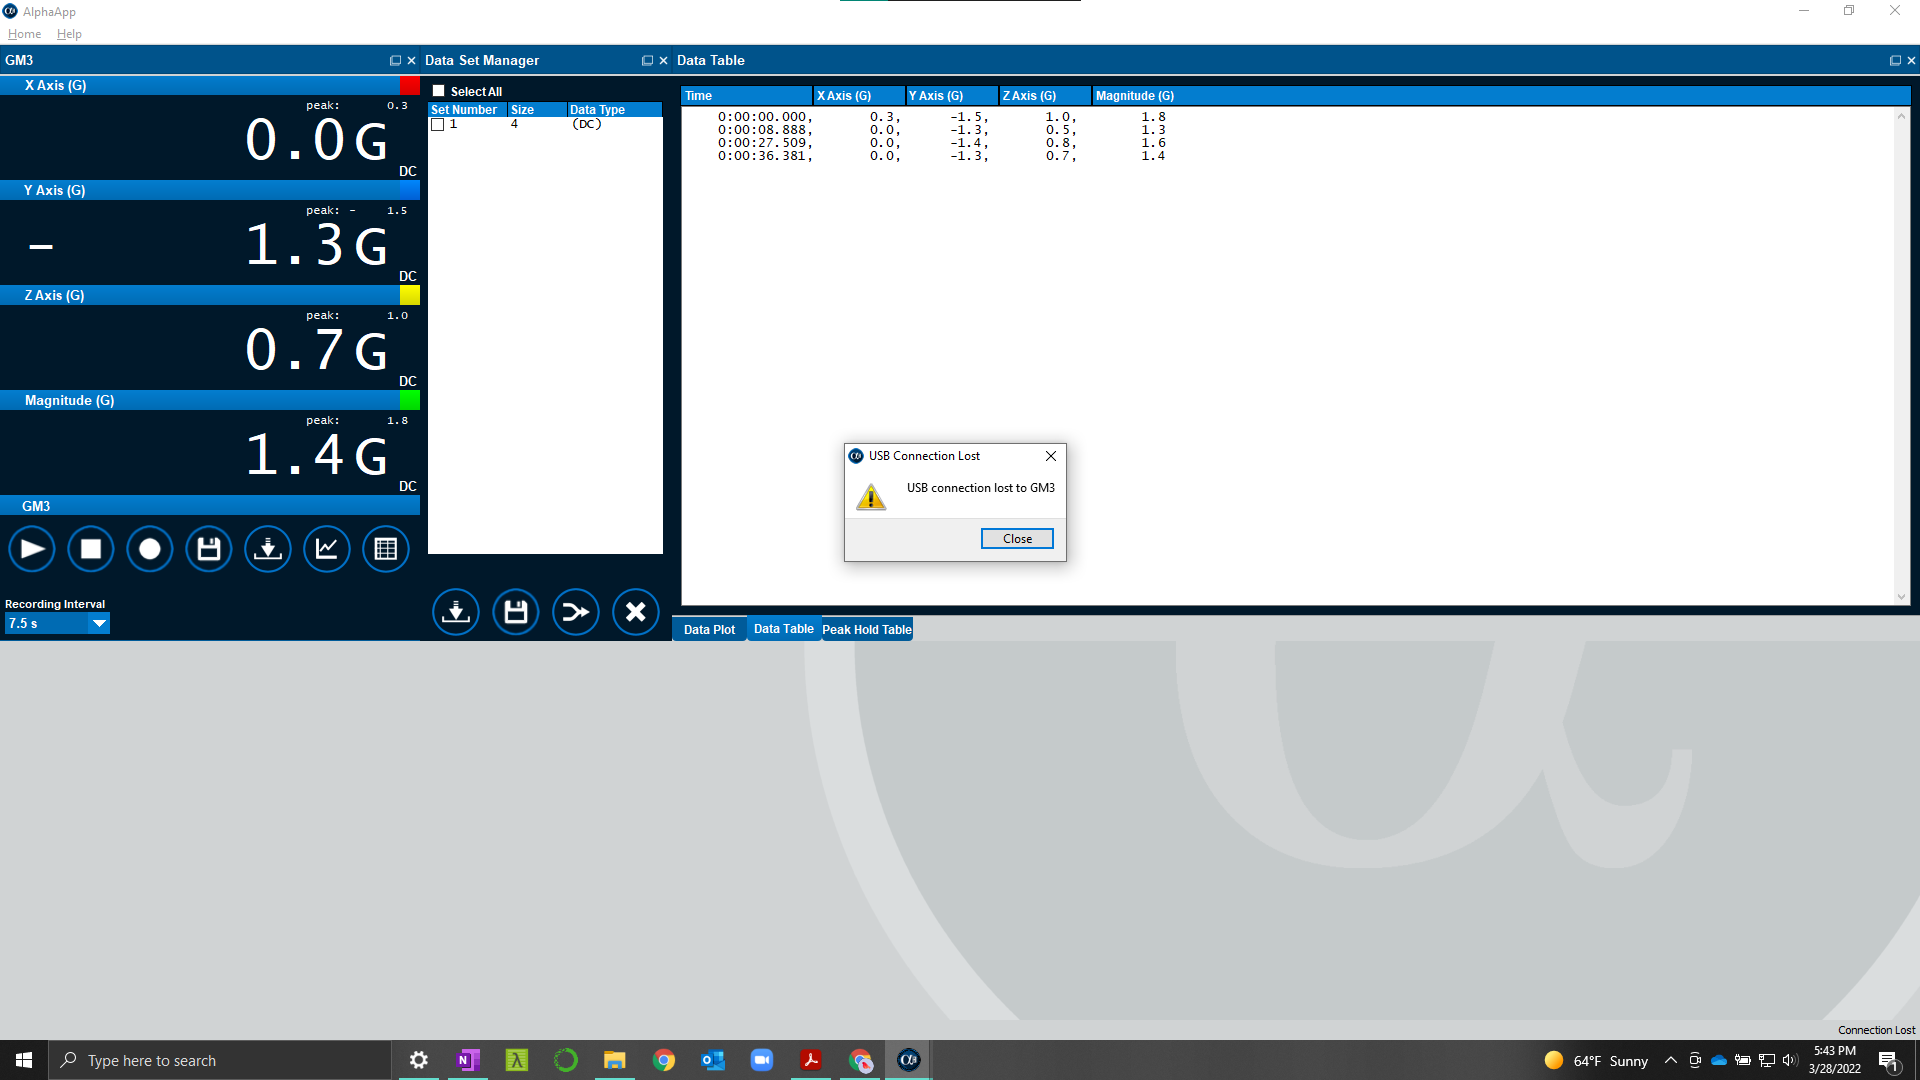 AlphaApp
Home Help
GM3
X Axis (G)
peak: 0.3
0.0G
DC
Y Axis (G)
peak: - 1.5
- 1.3G
DC
Z Axis (G)
peak: 1.0
0.7G
DC
Magnitude (G)
peak: 1.8
1.4G
DC
GM3
Recording Interval
7.5 s
Data Set Manager
Select All
Set Number Size Data Type
1 4 (DC)
Data Table
Time X Axis (G) Y Axis (G) Z Axis (G) Magnitude (G)
0:00:00.000, 0.3, -1.5, 1.0, 1.8
0:00:08.888, 0.0, -1.3, 0.5, 1.3
0:00:27.509, 0.0, -1.4, 0.8, 1.6
0:00:36.381, 0.0, -1.3, 0.7, 1.4
USB Connection Lost
USB connection lost to GM3
Close
Data Plot Data Table Peak Hold Table
Connection Lost
Type here to search
64°F Sunny
5:43 PM
3/28/2022
1